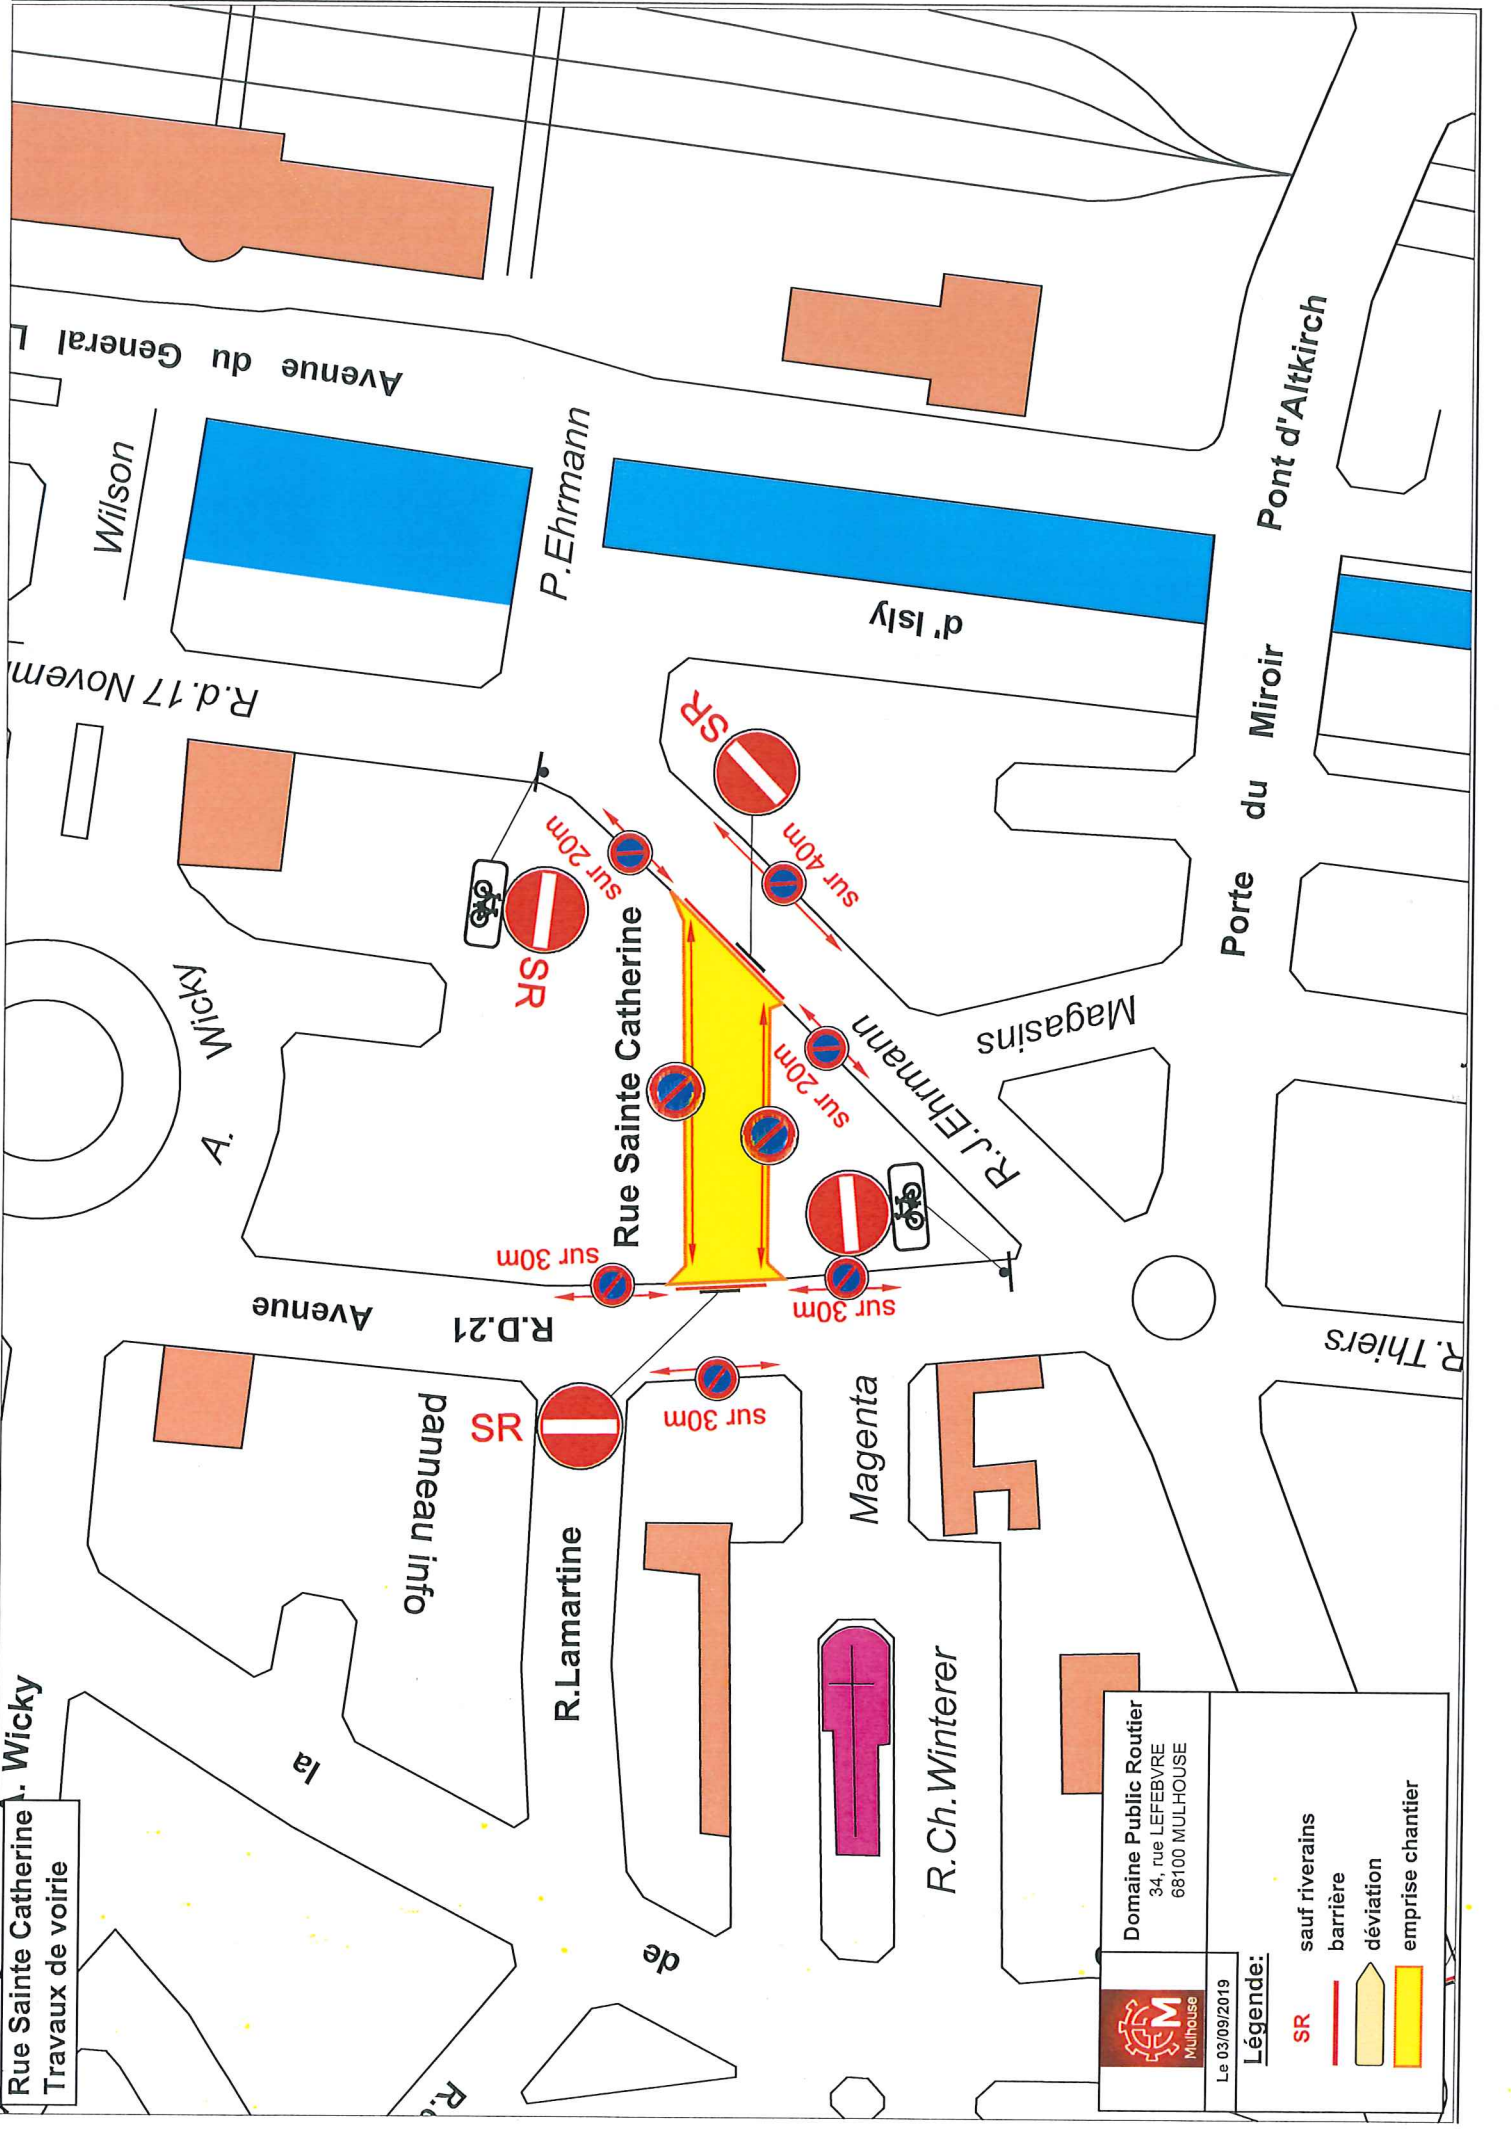 Rue Sainte Catherine
Travaux de voirie
Wicky
la
de
panneau info
R.Lamartine
R.Ch.Winterer
Magenta
SR
sur 30m
R.D.21
Avenue
sur 30m
sur 30m
A. Wicky
Rue Sainte Catherine
SR
sur 20m
sur 20m
SR
sur 40m
R.J.Ehrmann
Magasins
R.Thiers
R.d.17 Novem
Wilson
Avenue du General L
P.Ehrmann
d'Isly
Porte du Miroir
Pont d'Altkirch
Domaine Public Routier
34, rue LEFEBVRE
68100 MULHOUSE
M
Mulhouse
Le 03/09/2019
Légende:
SR sauf riverains
barrière
déviation
emprise chantier